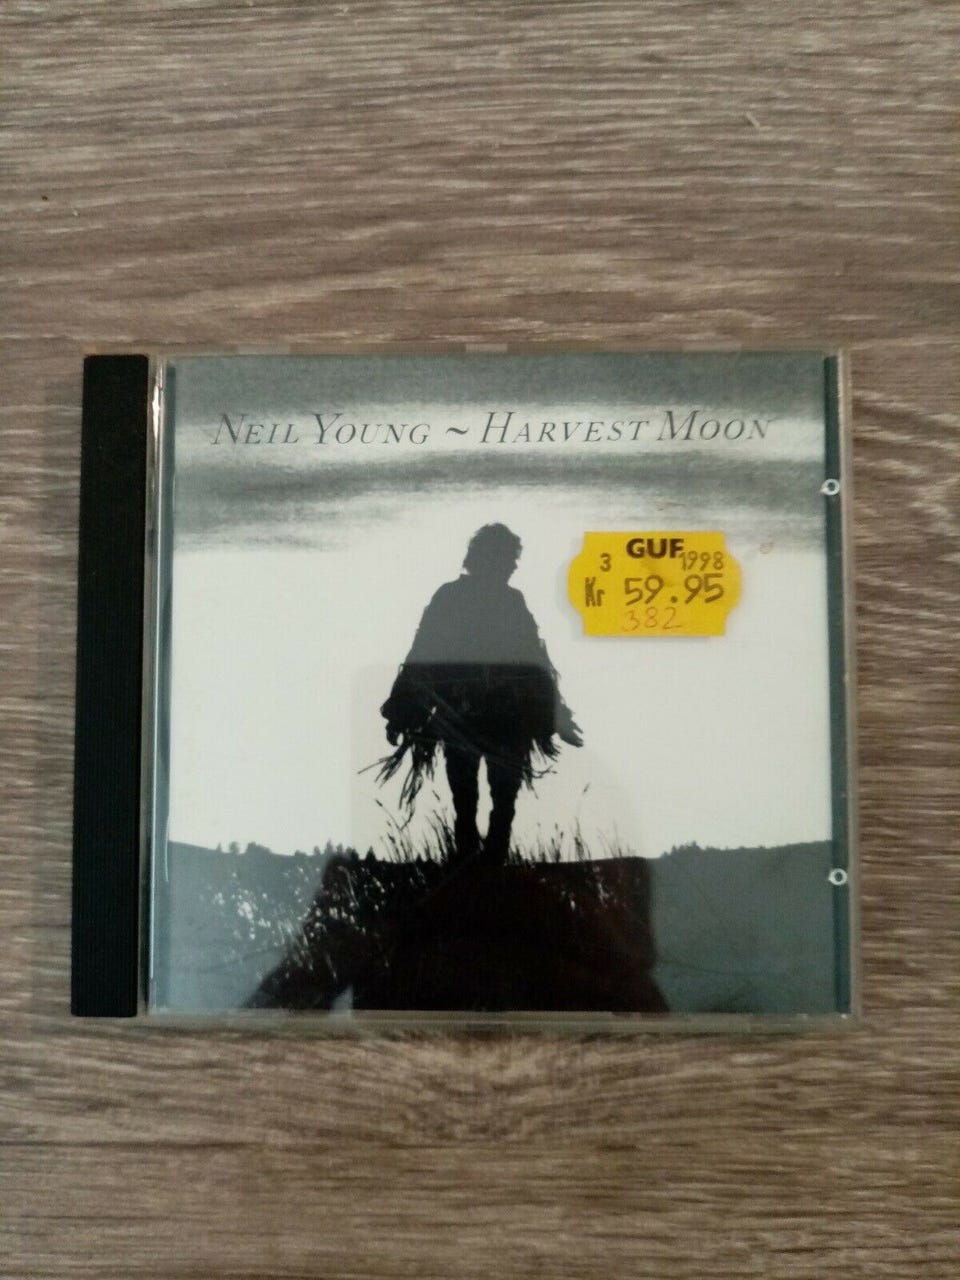 NEIL YOUNG ~ HARVEST MOON
GUF
3 1998
Kr 59.95
382